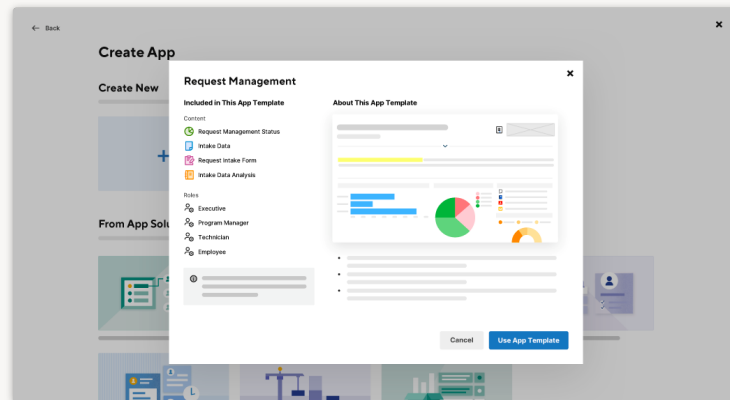 Back
Create App
Create New
From App Solu
Request Management
Included in This App Template
Content
Request Management Status
Intake Data
Request Intake Form
Intake Data Analysis
Roles
Executive
Program Manager
Technician
Employee
About This App Template
Cancel
Use App Template